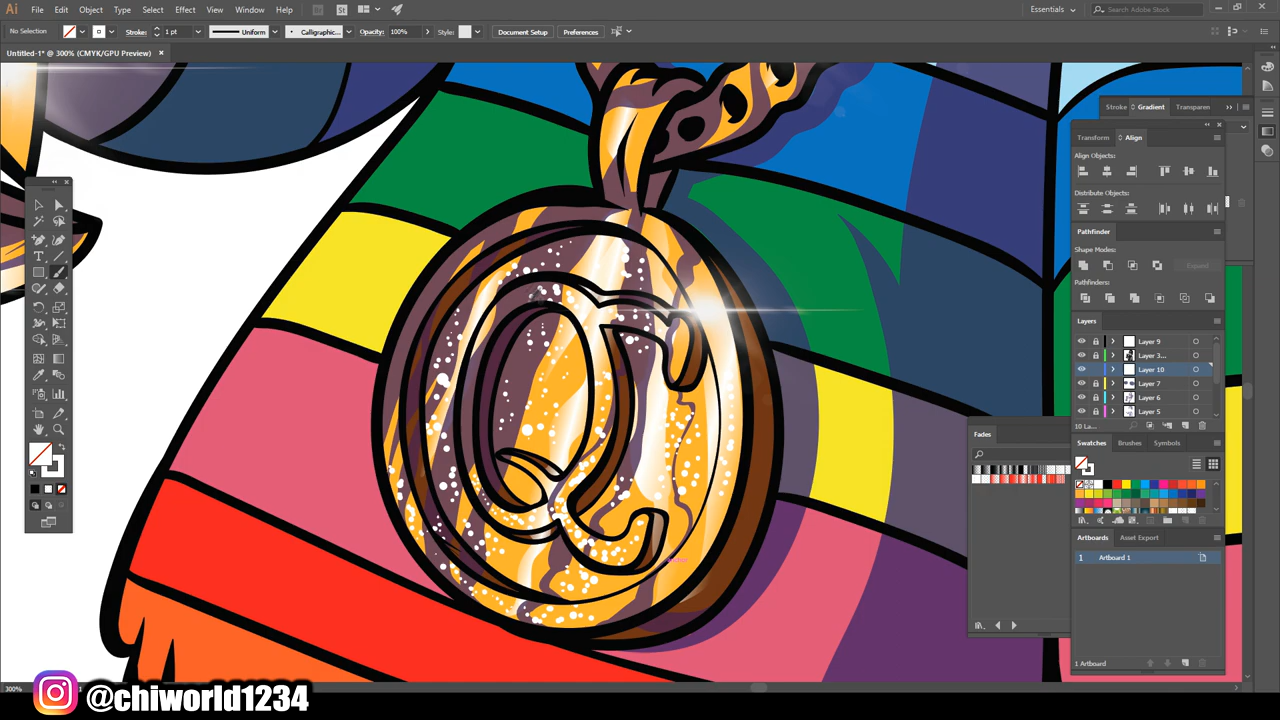 Ai File Edit Object Type Select Effect View Window Help Br St Essentials Search Adobe Stock
No Selection Stroke: 1 pt Uniform Calligraphic... Opacity: 100% Style: Document Setup Preferences
Untitled-1* @ 300% (CMYK/GPU Preview)
Stroke Gradient Transparen
Transform Align
Align Objects:
Distribute Objects:
Pathfinder
Shape Modes:
Expand
Pathfinders:
Layers
Layer 9
Layer 3...
Layer 10
Layer 7
Layer 6
Layer 5
10 La...
Fades
Swatches Brushes Symbols
Artboards Asset Export
1 Artboard 1
1 Artboard
300%
@chiworld1234